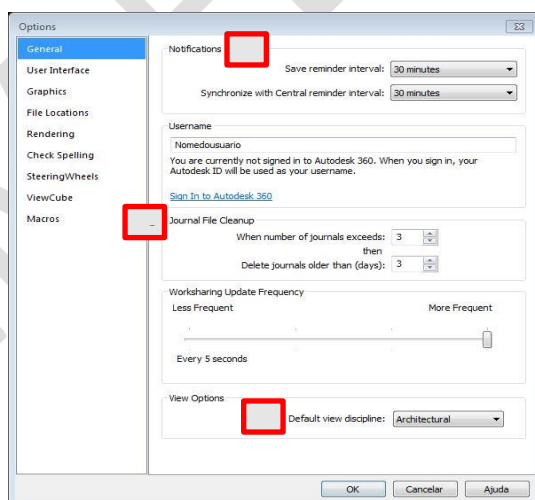 Options
General
User Interface
Graphics
File Locations
Rendering
Check Spelling
SteeringWheels
ViewCube
Macros
Notifications
Save reminder interval: 30 minutes
Synchronize with Central reminder interval: 30 minutes
Username
Nomedousuario
You are currently not signed in to Autodesk 360. When you sign in, your
Autodesk ID will be used as your username.
Sign In to Autodesk 360
Journal File Cleanup
When number of journals exceeds: 3
then
Delete journals older than (days): 3
Worksharing Update Frequency
Less Frequent More Frequent
Every 5 seconds
View Options
Default view discipline: Architectural
OK Cancelar Ajuda